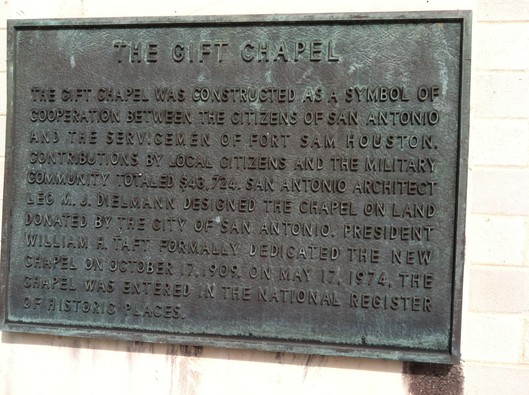 THE GIFT CHAPEL
THE GIFT CHAPEL WAS CONSTRUCTED AS A SYMBOL OF
COOPERATION BETWEEN THE CITIZENS OF SAN ANTONIO
AND THE SERVICEMEN OF FORT SAM HOUSTON.
CONTRIBUTIONS BY LOCAL CITIZENS AND THE MILITARY
COMMUNITY TOTALED $48,724. SAN ANTONIO ARCHITECT
LEO M. J. DIELMANN DESIGNED THE CHAPEL ON LAND
DONATED BY THE CITY OF SAN ANTONIO. PRESIDENT
WILLIAM H. TAFT FORMALLY DEDICATED THE NEW
CHAPEL ON OCTOBER 17, 1909. ON MAY 17, 1974, THE
CHAPEL WAS ENTERED IN THE NATIONAL REGISTER
OF HISTORIC PLACES.